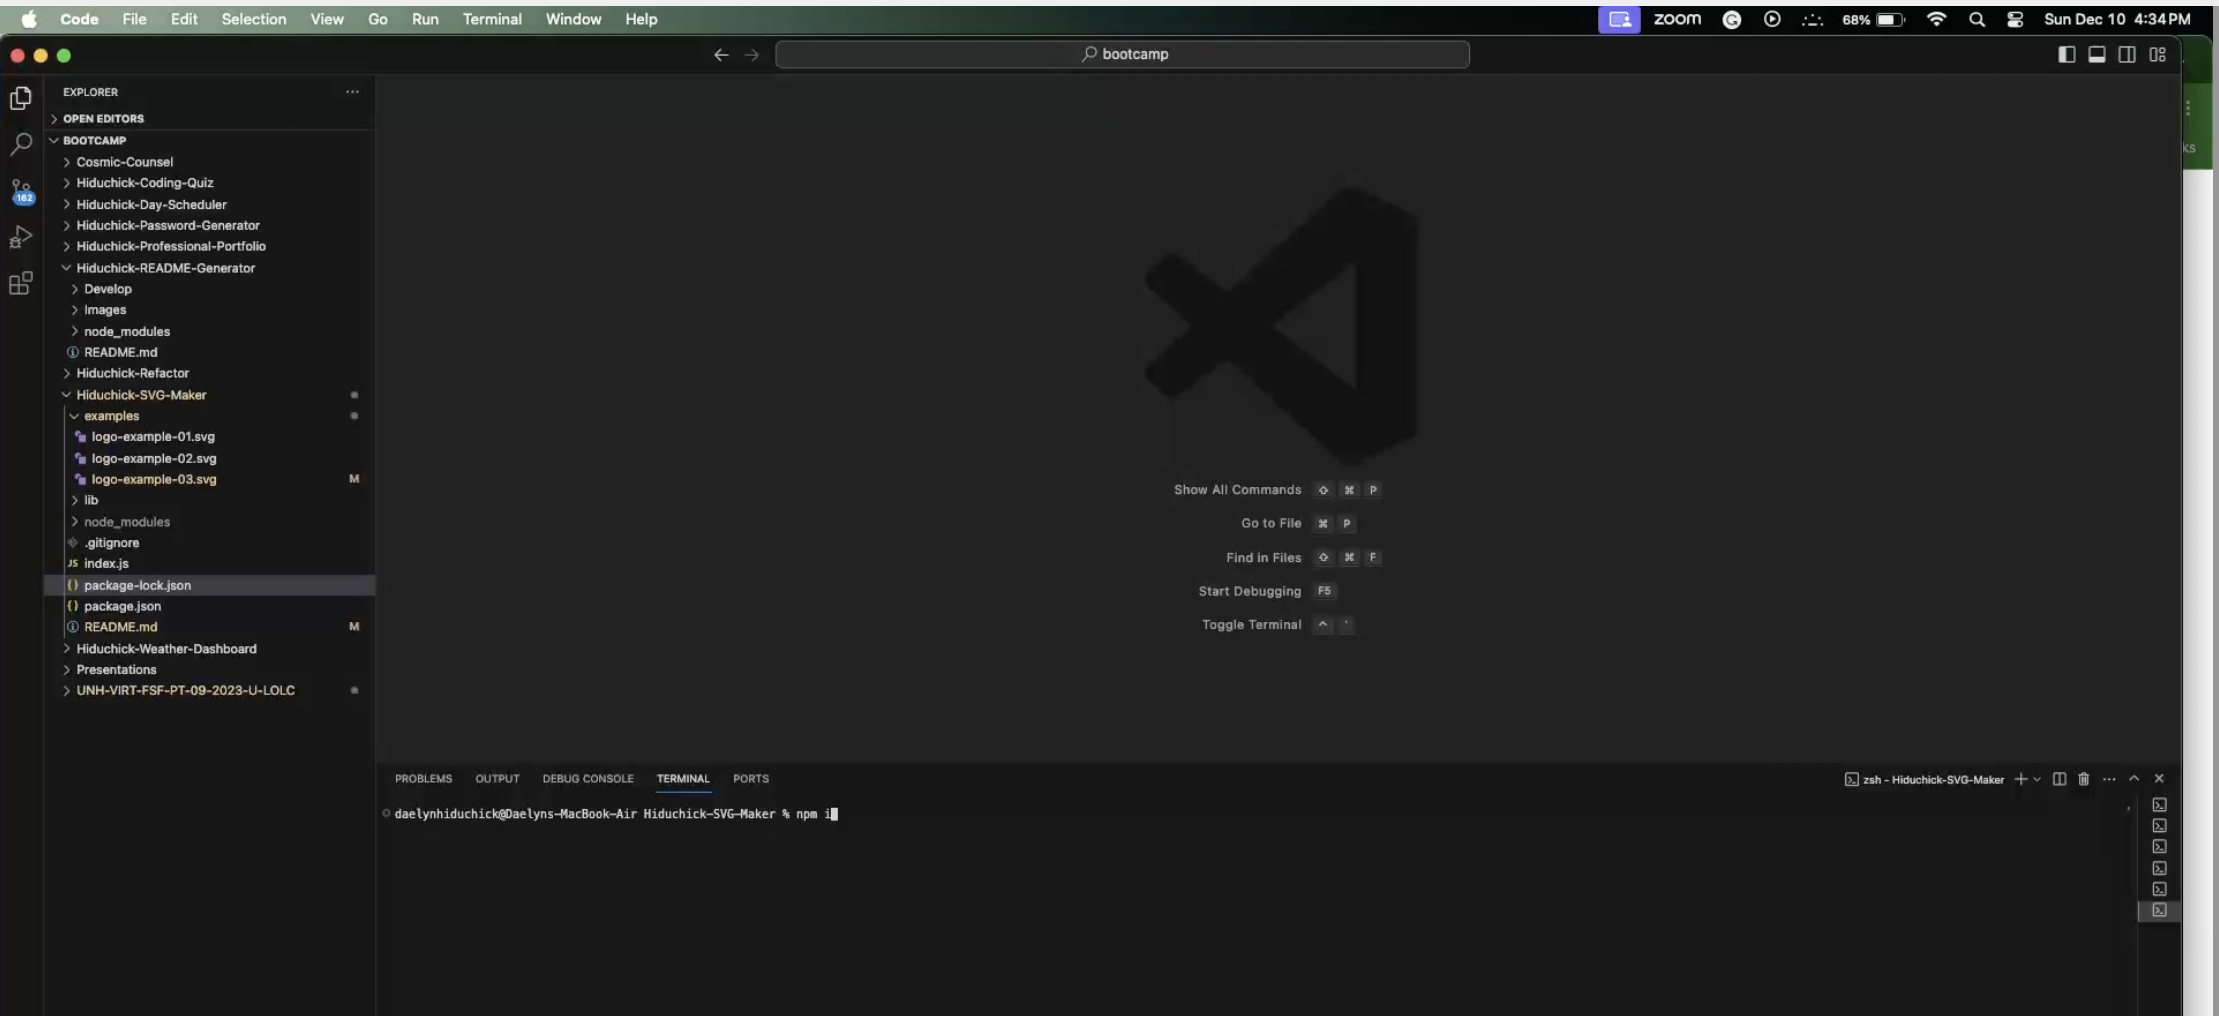 Code File Edit Selection View Go Run Terminal Window Help zoom 68% Sun Dec 10 4:34 PM
bootcamp
EXPLORER
OPEN EDITORS
BOOTCAMP
Cosmic-Counsel
Hiduchick-Coding-Quiz
162
Hiduchick-Day-Scheduler
Hiduchick-Password-Generator
Hiduchick-Professional-Portfolio
Hiduchick-README-Generator
Develop
Images
node_modules
README.md
Hiduchick-Refactor
Hiduchick-SVG-Maker
examples
logo-example-01.svg
logo-example-02.svg
logo-example-03.svg M
lib
node_modules
.gitignore
JS index.js
{} package-lock.json
{} package.json
README.md M
Hiduchick-Weather-Dashboard
Presentations
UNH-VIRT-FSF-PT-09-2023-U-LOLC
ks
Show All Commands ⇧ ⌘ P
Go to File ⌘ P
Find in Files ⇧ ⌘ F
Start Debugging F5
Toggle Terminal ^ `
PROBLEMS OUTPUT DEBUG CONSOLE TERMINAL PORTS zsh - Hiduchick-SVG-Maker
daelynhiduchick@Daelyns-MacBook-Air Hiduchick-SVG-Maker % npm i